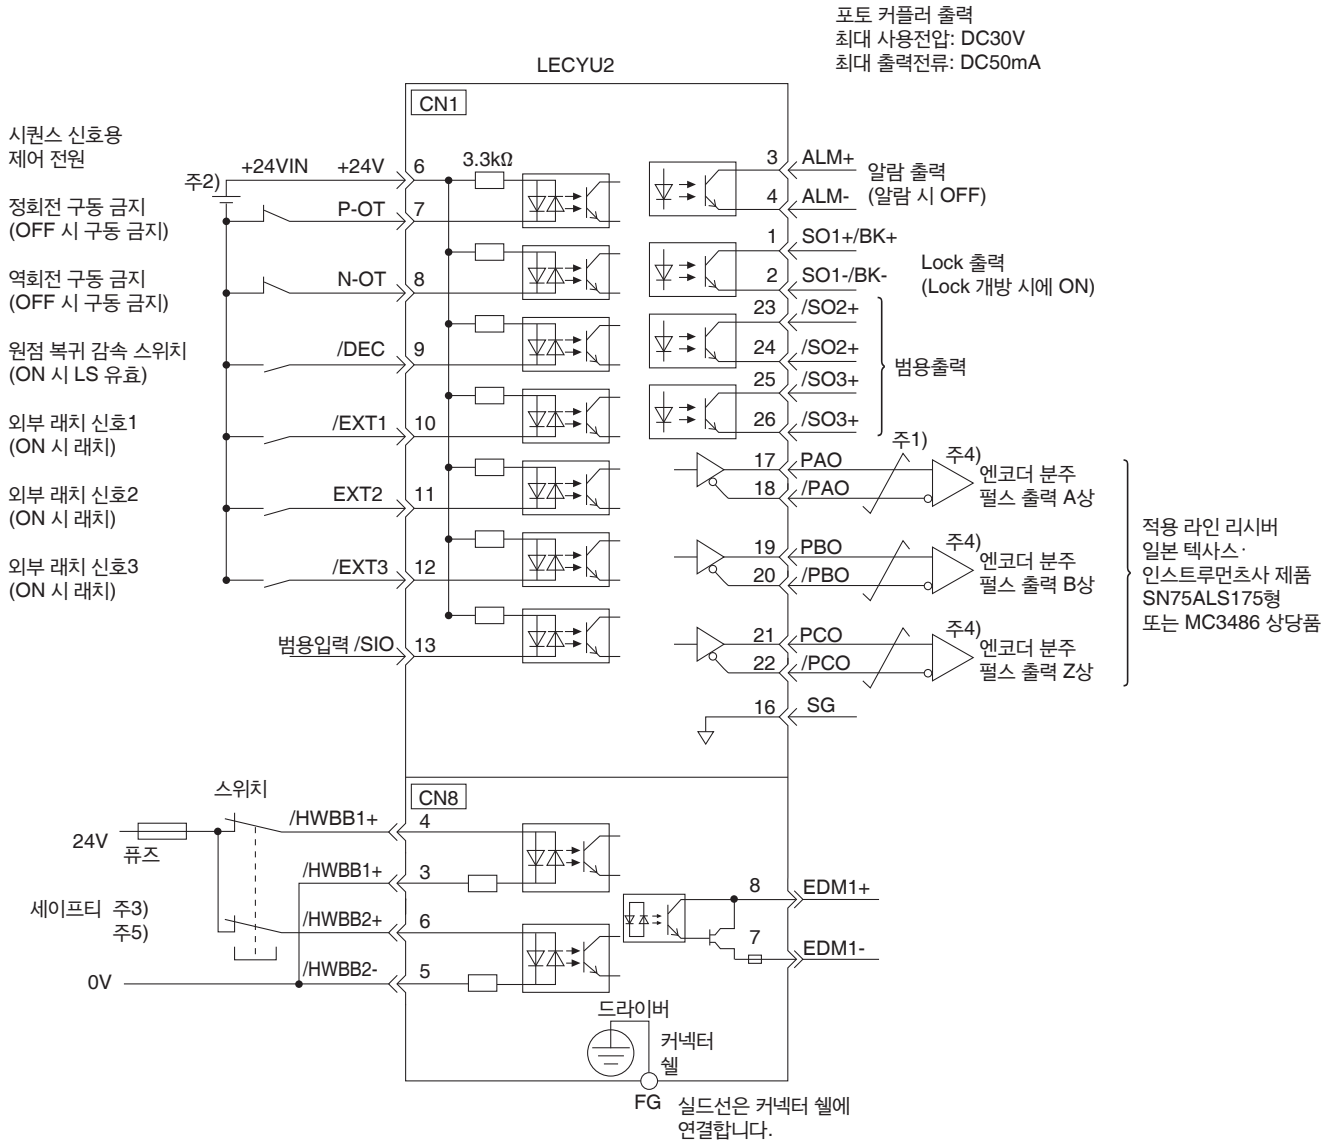 포토 커플러 출력
최대 사용전압: DC30V
최대 출력전류: DC50mA
LECYU2
CN1
시퀀스 신호용
제어 전원
주2)
+24VIN
+24V
6
3.3kΩ
정회전 구동 금지
(OFF 시 구동 금지)
P-OT
7
역회전 구동 금지
(OFF 시 구동 금지)
N-OT
8
원점 복귀 감속 스위치
(ON 시 LS 유효)
/DEC
9
외부 래치 신호1
(ON 시 래치)
/EXT1
10
외부 래치 신호2
(ON 시 래치)
EXT2
11
외부 래치 신호3
(ON 시 래치)
/EXT3
12
범용입력 /SIO
13
3
ALM+
4
ALM-
알람 출력
(알람 시 OFF)
1
SO1+/BK+
2
SO1-/BK-
Lock 출력
(Lock 개방 시에 ON)
23
/SO2+
24
/SO2+
25
/SO3+
26
/SO3+
범용출력
주1)
17
PAO
18
/PAO
주4)
엔코더 분주
펄스 출력 A상
19
PBO
20
/PBO
주4)
엔코더 분주
펄스 출력 B상
21
PCO
22
/PCO
주4)
엔코더 분주
펄스 출력 Z상
적용 라인 리시버
일본 텍사스·
인스트루먼츠사 제품
SN75ALS175형
또는 MC3486 상당품
16
SG
CN8
스위치
24V
퓨즈
/HWBB1+
4
/HWBB1+
3
세이프티 주3)
주5)
/HWBB2+
6
0V
/HWBB2-
5
8
EDM1+
7
EDM1-
드라이버
커넥터
쉘
FG
실드선은 커넥터 쉘에
연결합니다.